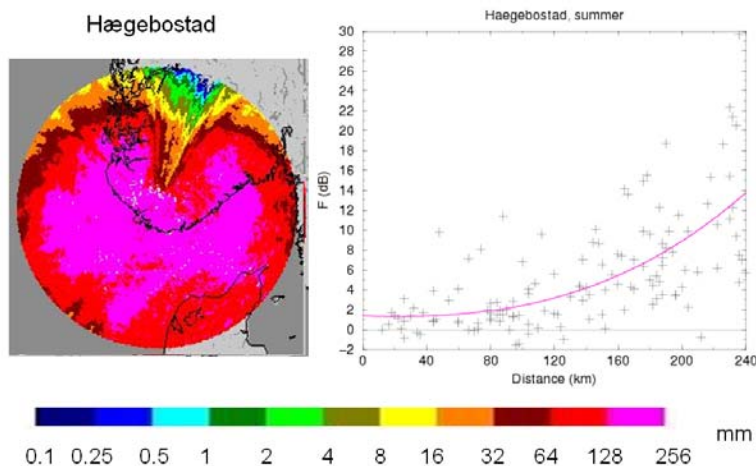 Hægebostad
Haegebostad, summer
30
28
26
24
22
20
18
16
14
12
10
8
6
4
2
0
-2
F (dB)
0 40 80 120 160 200 240
Distance (km)
mm
0.1 0.25 0.5 1 2 4 8 16 32 64 128 256